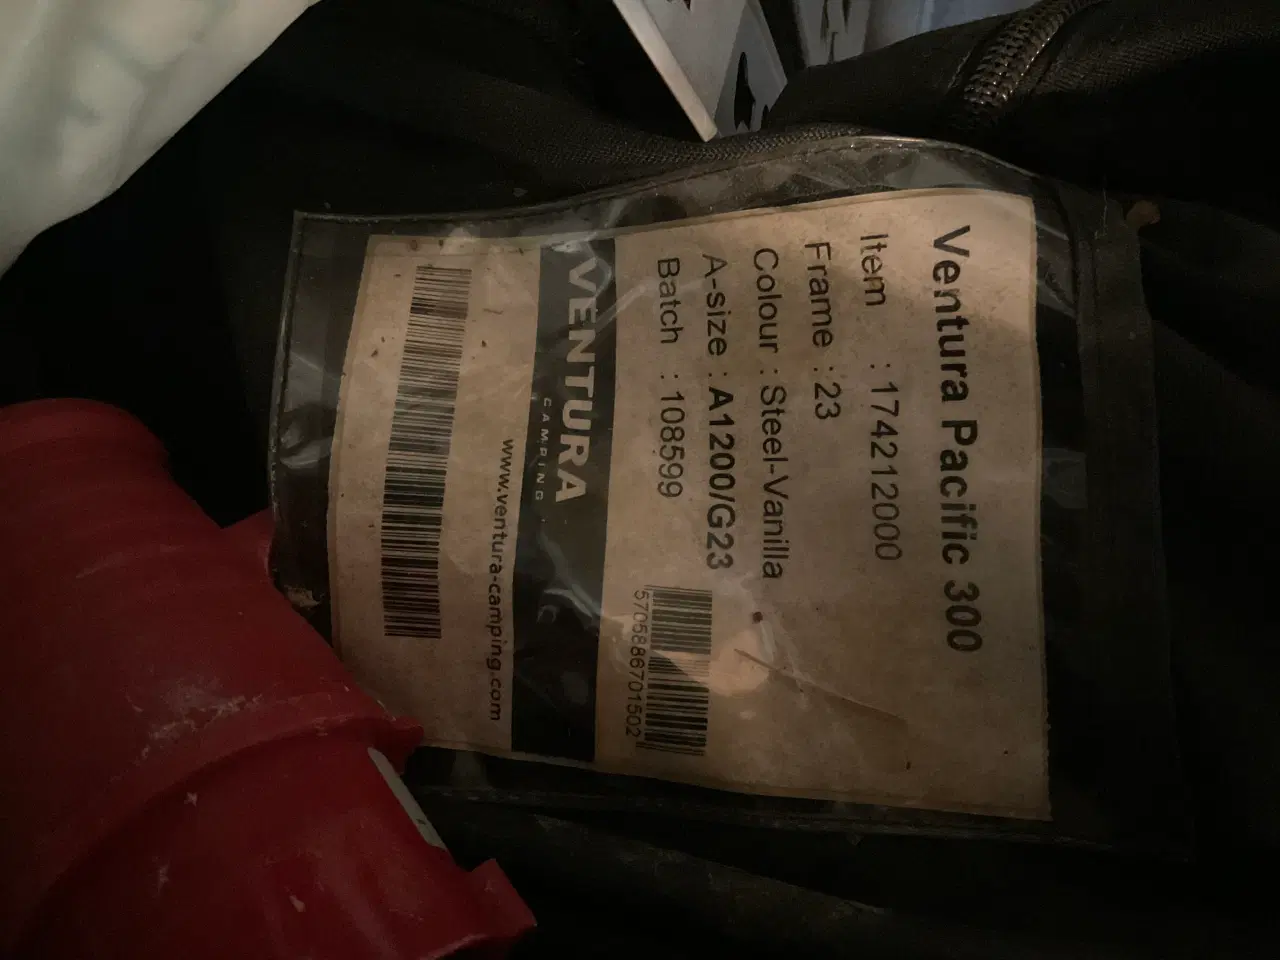 Ventura Pacific 300
Item : 174212000
Frame : 23
Colour : Steel-Vanilla
A-size : A1200/G23
Batch : 108599
5705886701502
VENTURA
CAMPING
www.ventura-camping.com